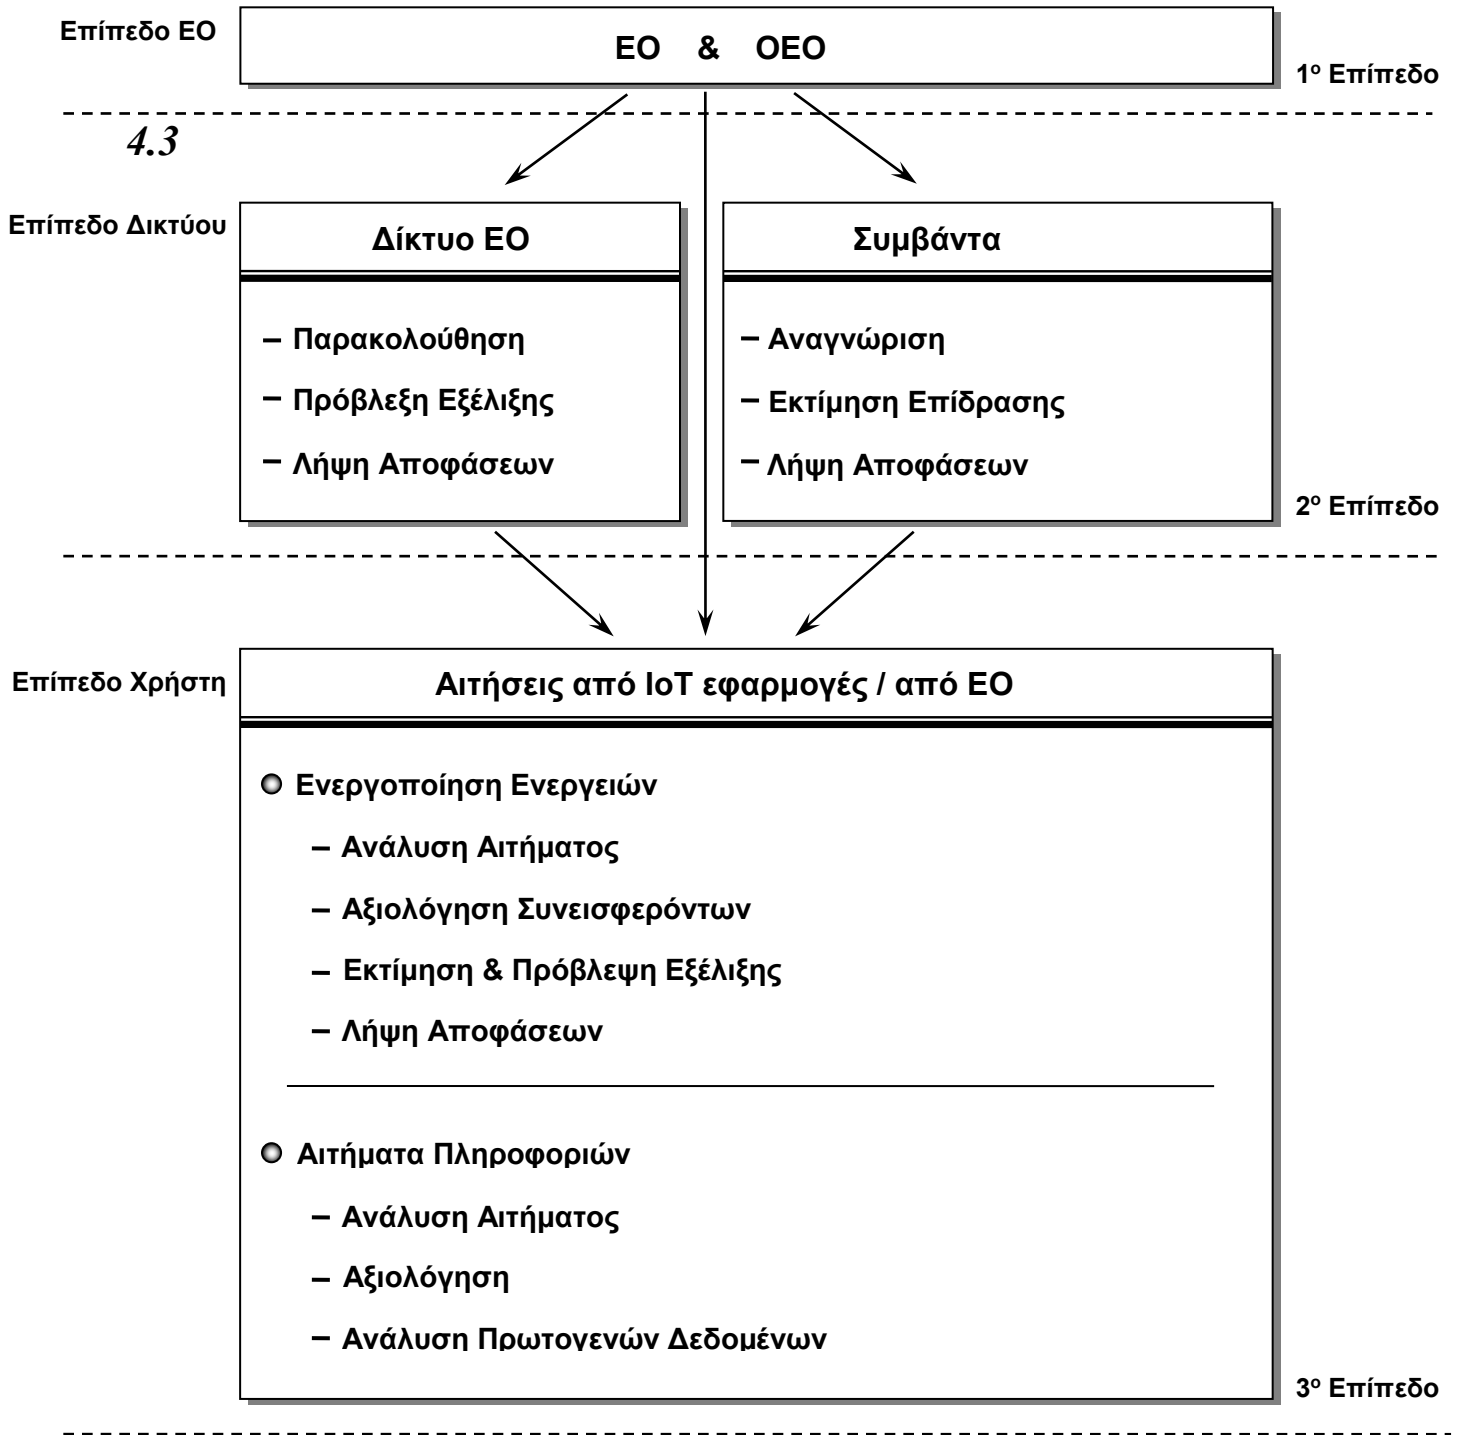 Επίπεδο ΕΟ
ΕΟ & ΟΕΟ
1ο Επίπεδο
4.3
Επίπεδο Δικτύου
Δίκτυο ΕΟ
– Παρακολούθηση
– Πρόβλεξη Εξέλιξης
– Λήψη Αποφάσεων
Συμβάντα
– Αναγνώριση
– Εκτίμηση Επίδρασης
– Λήψη Αποφάσεων
2ο Επίπεδο
Επίπεδο Χρήστη
Αιτήσεις από IoT εφαρμογές / από ΕΟ
Ενεργοποίηση Ενεργειών
– Ανάλυση Αιτήματος
– Αξιολόγηση Συνεισφερόντων
– Εκτίμηση & Πρόβλεψη Εξέλιξης
– Λήψη Αποφάσεων
Αιτήματα Πληροφοριών
– Ανάλυση Αιτήματος
– Αξιολόγηση
– Ανάλυση Πρωτογενών Δεδομένων
3ο Επίπεδο